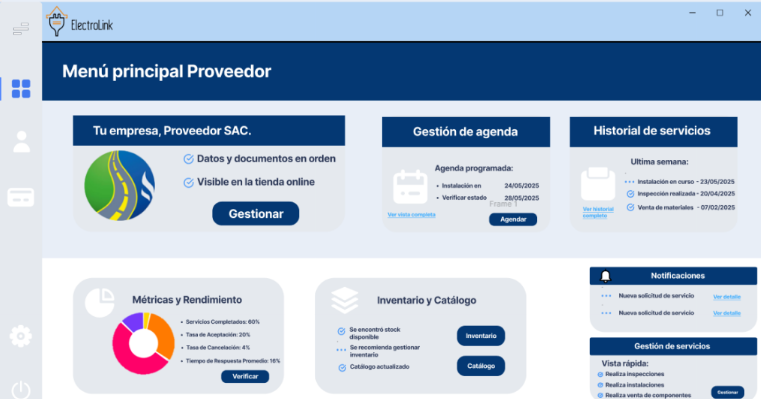 ElectroLink
Menú principal Proveedor
Tu empresa, Proveedor SAC.
Datos y documentos en orden
Visible en la tienda online
Gestionar
Gestión de agenda
Agenda programada:
• Instalación en 24/05/2025
• Verificar estado 28/05/2025
Frame 1
Ver vista completa
Agendar
Historial de servicios
Ultima semana:
Instalación en curso - 23/05/2025
Inspección realizada - 20/04/2025
Venta de materiales - 07/02/2025
Ver historial
completo
Métricas y Rendimiento
• Servicios Completados: 60%
• Tasa de Aceptación: 20%
• Tasa de Cancelación: 4%
• Tiempo de Respuesta Promedio: 16%
Verificar
Inventario y Catálogo
Se encontró stock
disponible
Se recomienda gestionar
inventario
Catálogo actualizado
Inventario
Catálogo
Notificaciones
Nueva solicitud de servicio Ver detalle
Nueva solicitud de servicio Ver detalle
Gestión de servicios
Vista rápida:
Realiza inspecciones
Realiza instalaciones
Realiza venta de componentes
Gestionar